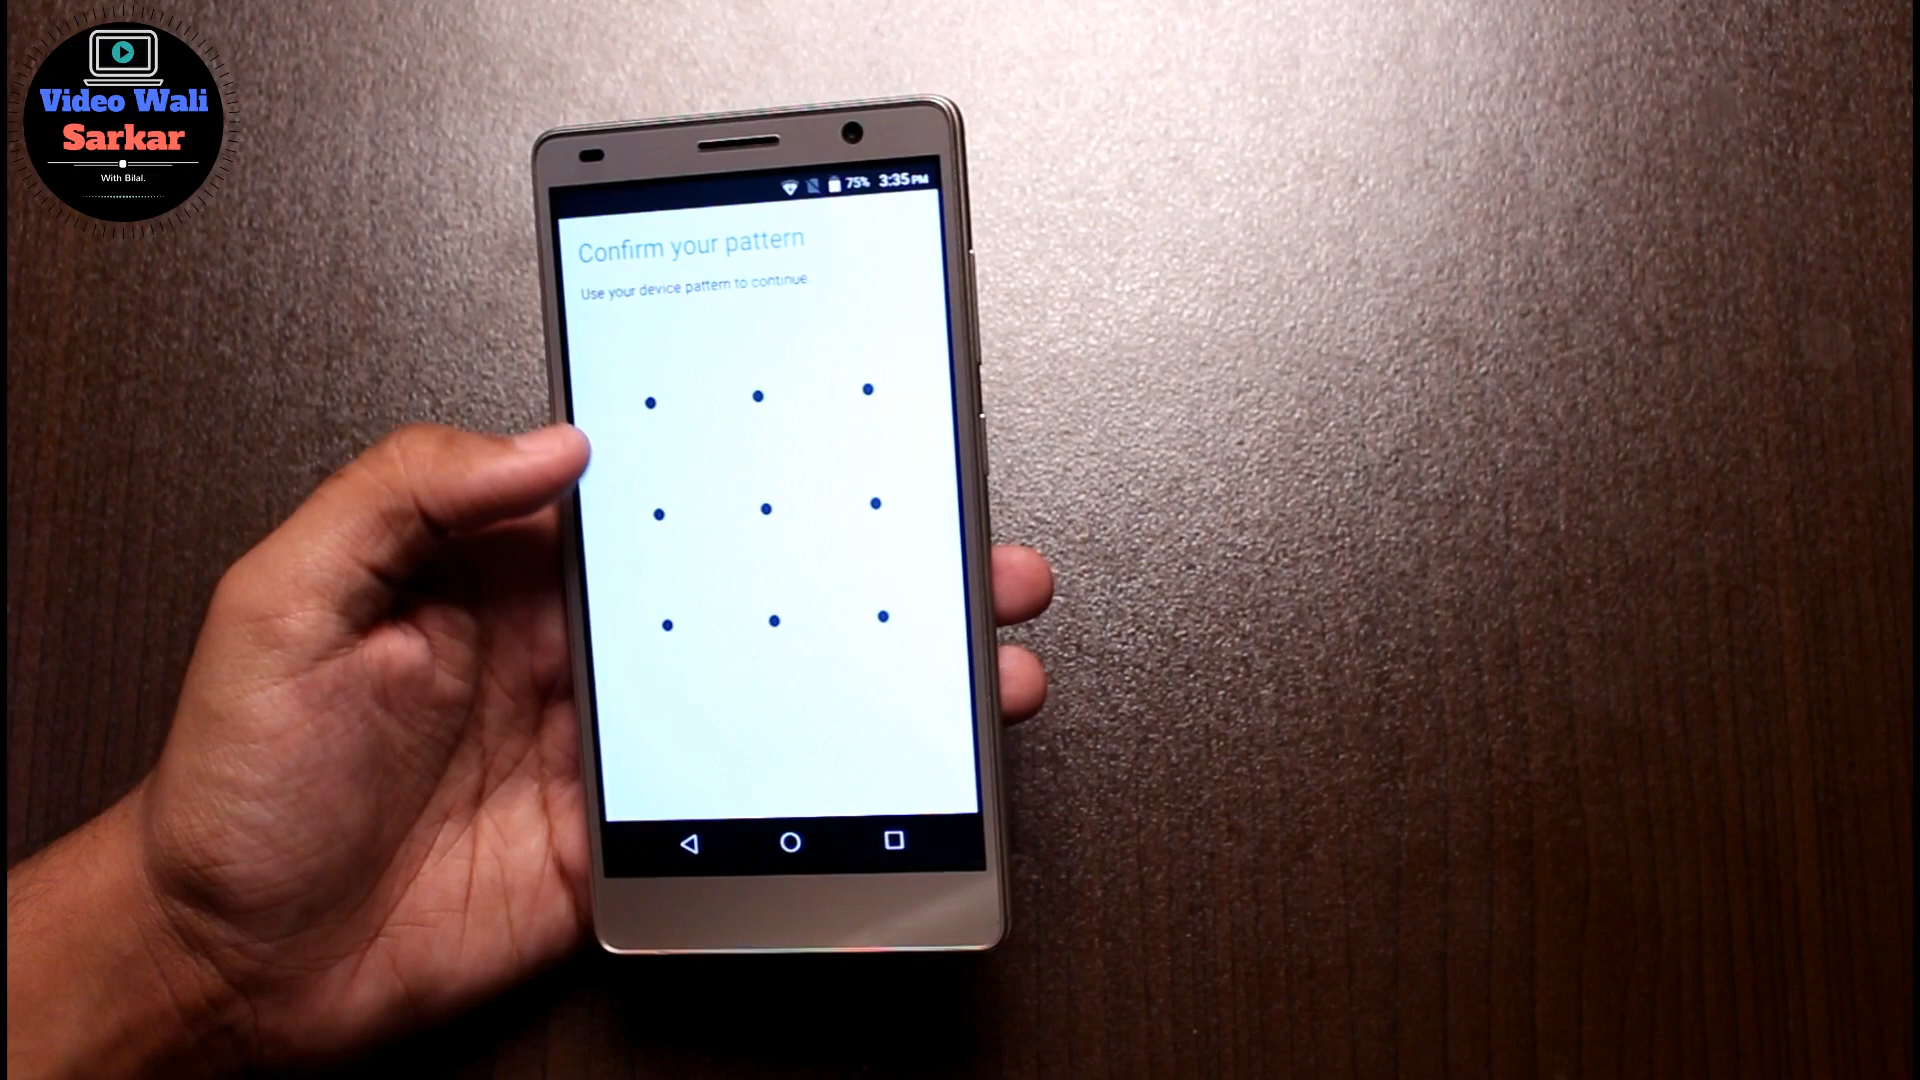 Video Wali
Sarkar
With Bilal.
75% 3:35 PM
Confirm your pattern
Use your device pattern to continue.